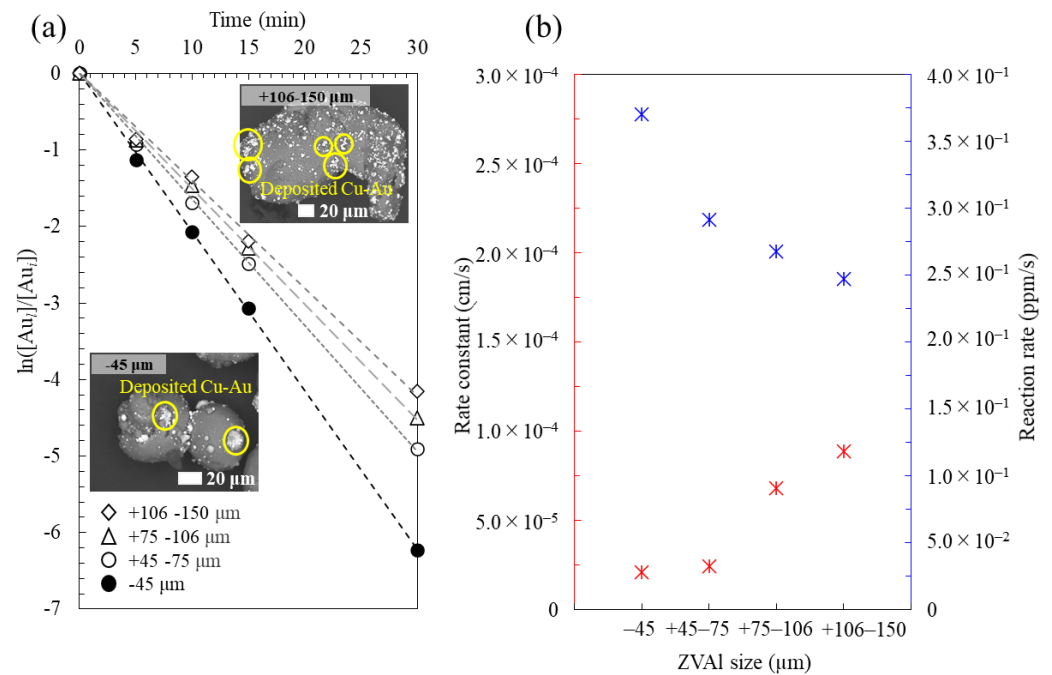 (a)
Time (min)
0 5 10 15 20 25 30
0
-1
-2
-3
-4
-5
-6
-7
ln([Auₗ]/[Auᵢ])
+106-150 μm
Deposited Cu-Au
20 μm
-45 μm
Deposited Cu-Au
20 μm
+106 -150 μm
+75 -106 μm
+45 -75 μm
-45 μm
(b)
3.0 × 10⁻⁴
2.5 × 10⁻⁴
2.0 × 10⁻⁴
1.5 × 10⁻⁴
1.0 × 10⁻⁴
5.0 × 10⁻⁵
0
Rate constant (cm/s)
4.0 × 10⁻¹
3.5 × 10⁻¹
3.0 × 10⁻¹
2.5 × 10⁻¹
2.0 × 10⁻¹
1.5 × 10⁻¹
1.0 × 10⁻¹
5.0 × 10⁻²
0
Reaction rate (ppm/s)
−45 +45–75 +75–106 +106–150
ZVAl size (μm)